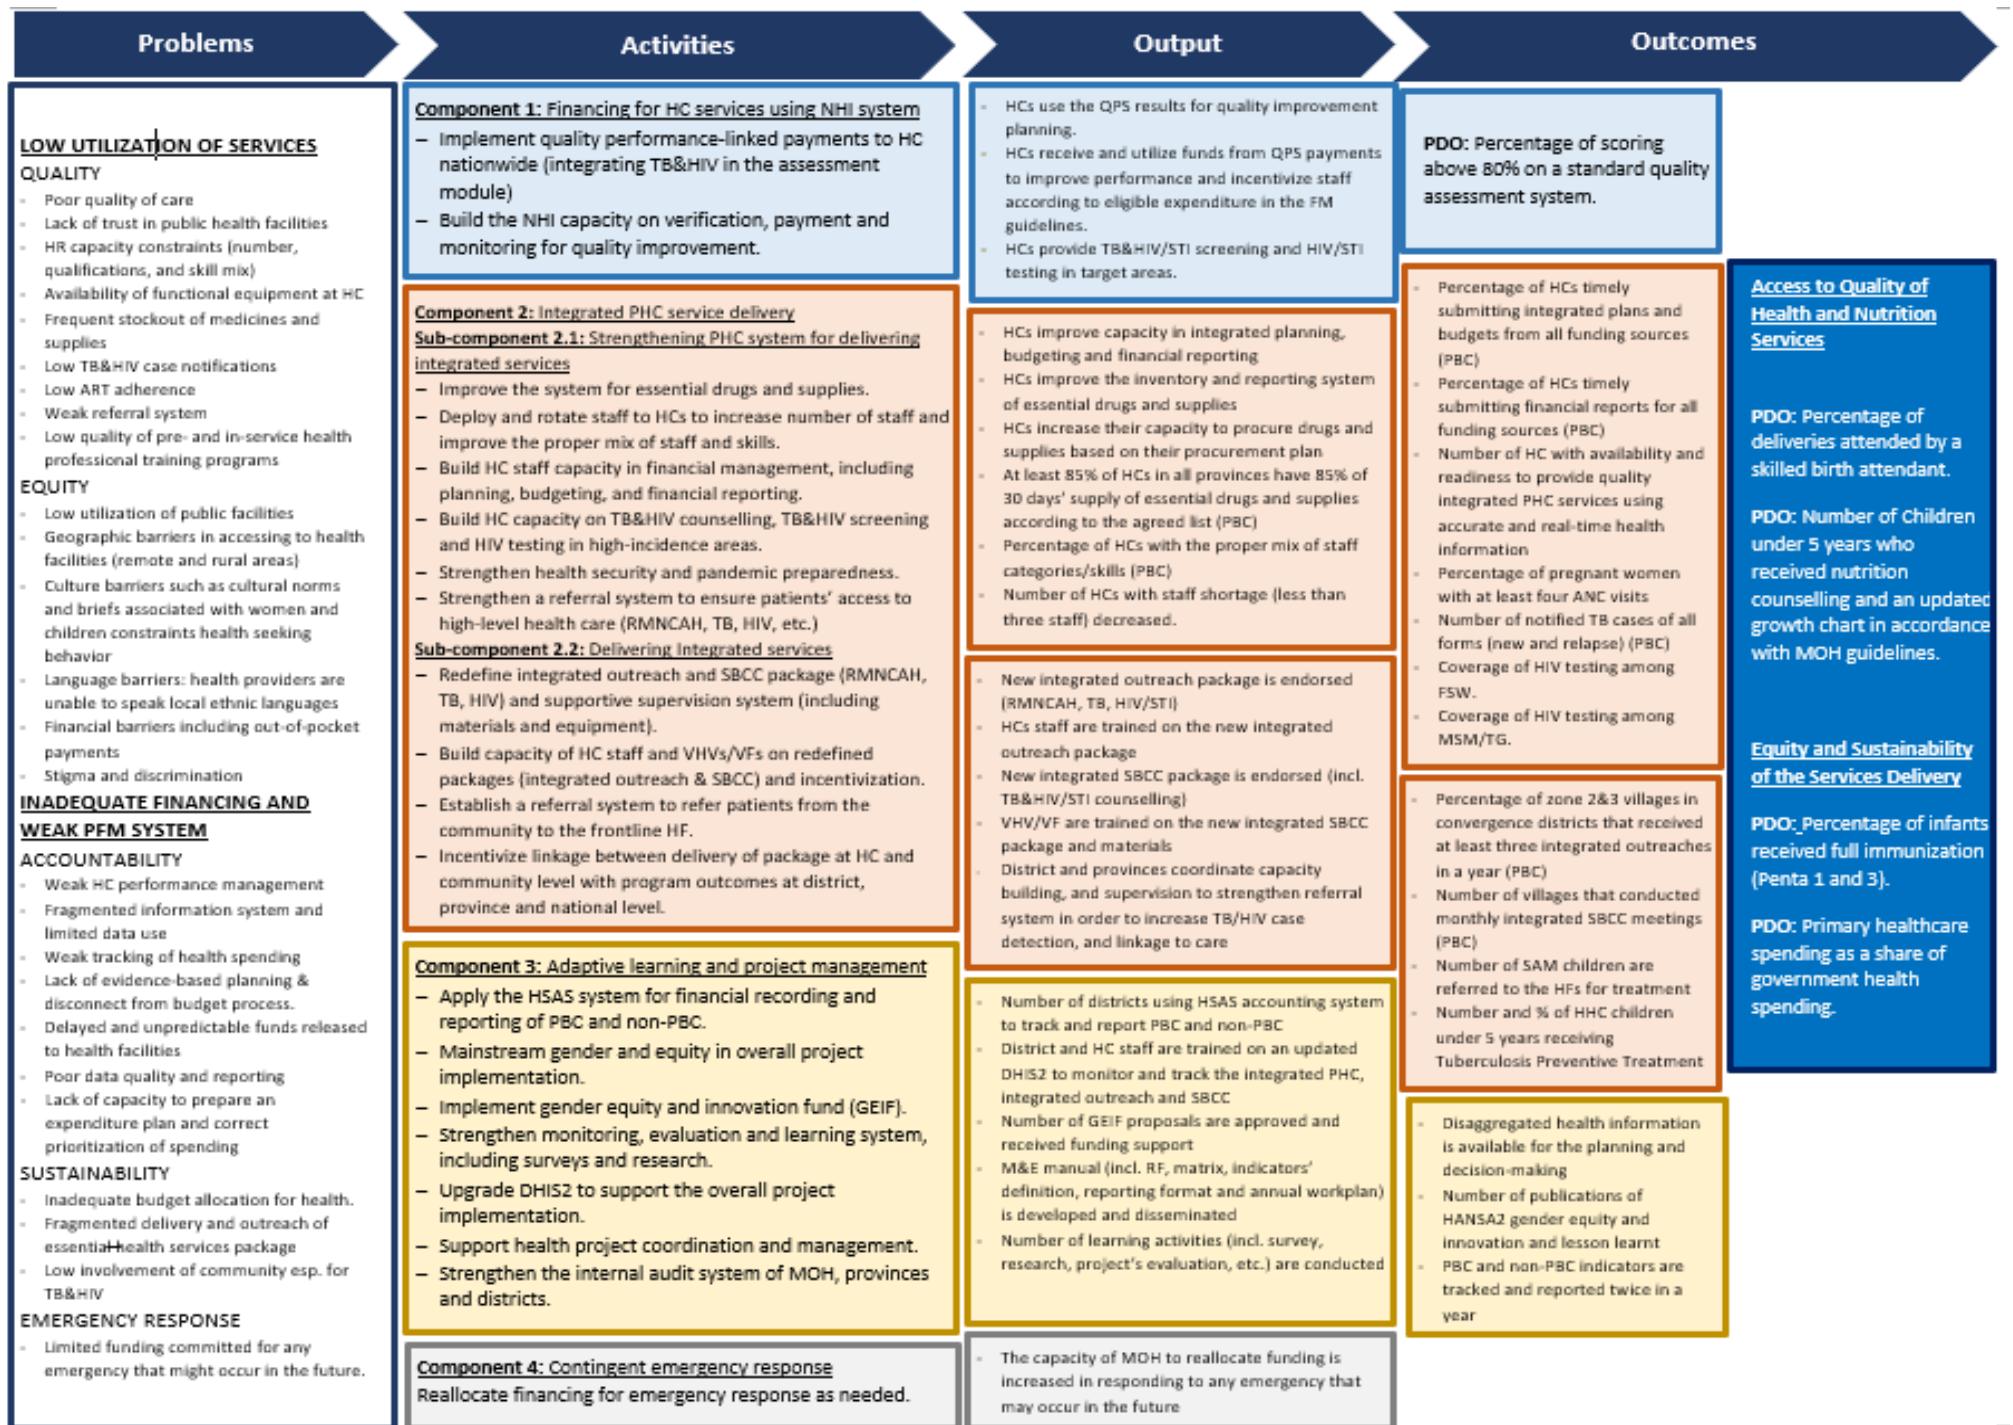 Problems
Activities
Output
Outcomes
LOW UTILIZATION OF SERVICES
QUALITY
- Poor quality of care
- Lack of trust in public health facilities
- HR capacity constraints (number,
qualifications, and skill mix)
- Availability of functional equipment at HC
- Frequent stockout of medicines and
supplies
- Low TB&HIV case notifications
- Low ART adherence
- Weak referral system
- Low quality of pre- and in-service health
professional training programs
EQUITY
- Low utilization of public facilities
- Geographic barriers in accessing to health
facilities (remote and rural areas)
- Culture barriers such as cultural norms
and briefs associated with women and
children constraints health seeking
behavior
- Language barriers: health providers are
unable to speak local ethnic languages
- Financial barriers including out-of-pocket
payments
- Stigma and discrimination
INADEQUATE FINANCING AND
WEAK PFM SYSTEM
ACCOUNTABILITY
- Weak HC performance management
- Fragmented information system and
limited data use
- Weak tracking of health spending
- Lack of evidence-based planning &
disconnect from budget process.
- Delayed and unpredictable funds released
to health facilities
- Poor data quality and reporting
- Lack of capacity to prepare an
expenditure plan and correct
prioritization of spending
SUSTAINABILITY
- Inadequate budget allocation for health.
- Fragmented delivery and outreach of
essential health services package
- Low involvement of community esp. for
TB&HIV
EMERGENCY RESPONSE
- Limited funding committed for any
emergency that might occur in the future.
Component 1: Financing for HC services using NHI system
– Implement quality performance-linked payments to HC
nationwide (integrating TB&HIV in the assessment
module)
– Build the NHI capacity on verification, payment and
monitoring for quality improvement.
Component 2: Integrated PHC service delivery
Sub-component 2.1: Strengthening PHC system for delivering
integrated services
– Improve the system for essential drugs and supplies.
– Deploy and rotate staff to HCs to increase number of staff and
improve the proper mix of staff and skills.
– Build HC staff capacity in financial management, including
planning, budgeting, and financial reporting.
– Build HC capacity on TB&HIV counselling, TB&HIV screening
and HIV testing in high-incidence areas.
– Strengthen health security and pandemic preparedness.
– Strengthen a referral system to ensure patients' access to
high-level health care (RMNCAH, TB, HIV, etc.)
Sub-component 2.2: Delivering Integrated services
– Redefine integrated outreach and SBCC package (RMNCAH,
TB, HIV) and supportive supervision system (including
materials and equipment).
– Build capacity of HC staff and VHVs/VFs on redefined
packages (integrated outreach & SBCC) and incentivization.
– Establish a referral system to refer patients from the
community to the frontline HF.
– Incentivize linkage between delivery of package at HC and
community level with program outcomes at district,
province and national level.
Component 3: Adaptive learning and project management
– Apply the HSAS system for financial recording and
reporting of PBC and non-PBC.
– Mainstream gender and equity in overall project
implementation.
– Implement gender equity and innovation fund (GEIF).
– Strengthen monitoring, evaluation and learning system,
including surveys and research.
– Upgrade DHIS2 to support the overall project
implementation.
– Support health project coordination and management.
– Strengthen the internal audit system of MOH, provinces
and districts.
Component 4: Contingent emergency response
Reallocate financing for emergency response as needed.
- HCs use the QPS results for quality improvement
planning.
- HCs receive and utilize funds from QPS payments
to improve performance and incentivize staff
according to eligible expenditure in the FM
guidelines.
- HCs provide TB&HIV/STI screening and HIV/STI
testing in target areas.
- HCs improve capacity in integrated planning,
budgeting and financial reporting
- HCs improve the inventory and reporting system
of essential drugs and supplies
- HCs increase their capacity to procure drugs and
supplies based on their procurement plan
- At least 85% of HCs in all provinces have 85% of
30 days' supply of essential drugs and supplies
according to the agreed list (PBC)
- Percentage of HCs with the proper mix of staff
categories/skills (PBC)
- Number of HCs with staff shortage (less than
three staff) decreased.
- New integrated outreach package is endorsed
(RMNCAH, TB, HIV/STI)
- HCs staff are trained on the new integrated
outreach package
- New integrated SBCC package is endorsed (incl.
TB&HIV/STI counselling)
- VHV/VF are trained on the new integrated SBCC
package and materials
- District and provinces coordinate capacity
building, and supervision to strengthen referral
system in order to increase TB/HIV case
detection, and linkage to care
- Number of districts using HSAS accounting system
to track and report PBC and non-PBC
- District and HC staff are trained on an updated
DHIS2 to monitor and track the integrated PHC,
integrated outreach and SBCC
- Number of GEIF proposals are approved and
received funding support
- M&E manual (incl. RF, matrix, indicators'
definition, reporting format and annual workplan)
is developed and disseminated
- Number of learning activities (incl. survey,
research, project's evaluation, etc.) are conducted
- The capacity of MOH to reallocate funding is
increased in responding to any emergency that
may occur in the future
PDO: Percentage of scoring
above 80% on a standard quality
assessment system.
- Percentage of HCs timely
submitting integrated plans and
budgets from all funding sources
(PBC)
- Percentage of HCs timely
submitting financial reports for all
funding sources (PBC)
- Number of HC with availability and
readiness to provide quality
integrated PHC services using
accurate and real-time health
information
- Percentage of pregnant women
with at least four ANC visits
- Number of notified TB cases of all
forms (new and relapse) (PBC)
- Coverage of HIV testing among
FSW.
- Coverage of HIV testing among
MSM/TG.
- Percentage of zone 2&3 villages in
convergence districts that received
at least three integrated outreaches
in a year (PBC)
- Number of villages that conducted
monthly integrated SBCC meetings
(PBC)
- Number of SAM children are
referred to the HFs for treatment
- Number and % of HHC children
under 5 years receiving
Tuberculosis Preventive Treatment
- Disaggregated health information
is available for the planning and
decision-making
- Number of publications of
HANSA2 gender equity and
innovation and lesson learnt
- PBC and non-PBC indicators are
tracked and reported twice in a
year
Access to Quality of
Health and Nutrition
Services
PDO: Percentage of
deliveries attended by a
skilled birth attendant.
PDO: Number of Children
under 5 years who
received nutrition
counselling and an updated
growth chart in accordance
with MOH guidelines.
Equity and Sustainability
of the Services Delivery
PDO: Percentage of infants
received full immunization
(Penta 1 and 3).
PDO: Primary healthcare
spending as a share of
government health
spending.